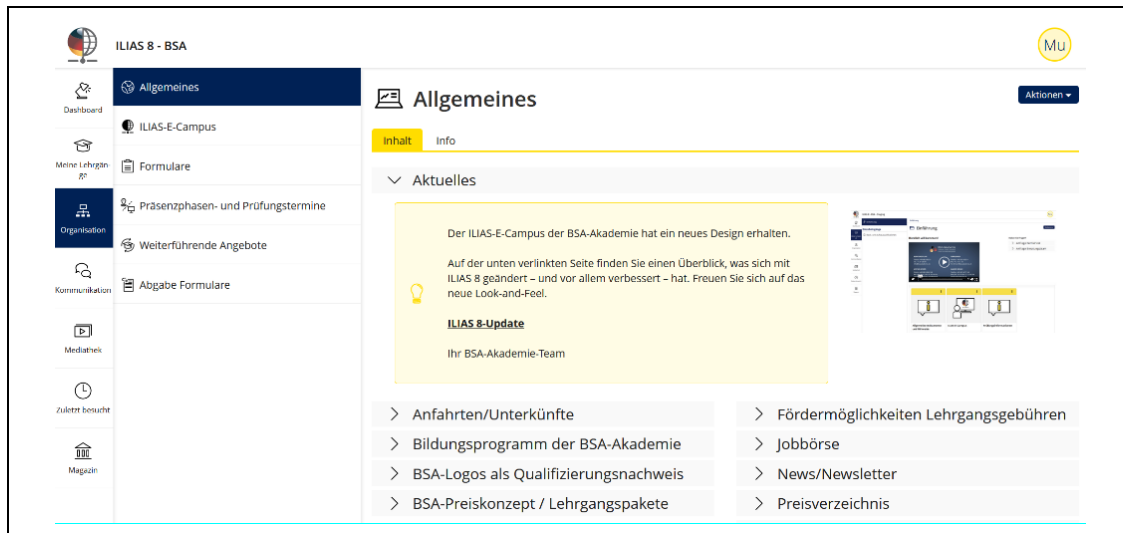 ILIAS 8 - BSA
Mu
Dashboard
Meine Lehrgän
ge
Organisation
Kommunikation
Mediathek
Zuletzt besucht
Magazin
Allgemeines
ILIAS-E-Campus
Formulare
Präsenzphasen- und Prüfungstermine
Weiterführende Angebote
Abgabe Formulare
Allgemeines
Aktionen
Inhalt
Info
Aktuelles
Der ILIAS-E-Campus der BSA-Akademie hat ein neues Design erhalten.
Auf der unten verlinkten Seite finden Sie einen Überblick, was sich mit
ILIAS 8 geändert – und vor allem verbessert – hat. Freuen Sie sich auf das
neue Look-and-Feel.
ILIAS 8-Update
Ihr BSA-Akademie-Team
Einführung
Anfahrten/Unterkünfte
Bildungsprogramm der BSA-Akademie
BSA-Logos als Qualifizierungsnachweis
BSA-Preiskonzept / Lehrgangspakete
Fördermöglichkeiten Lehrgangsgebühren
Jobbörse
News/Newsletter
Preisverzeichnis